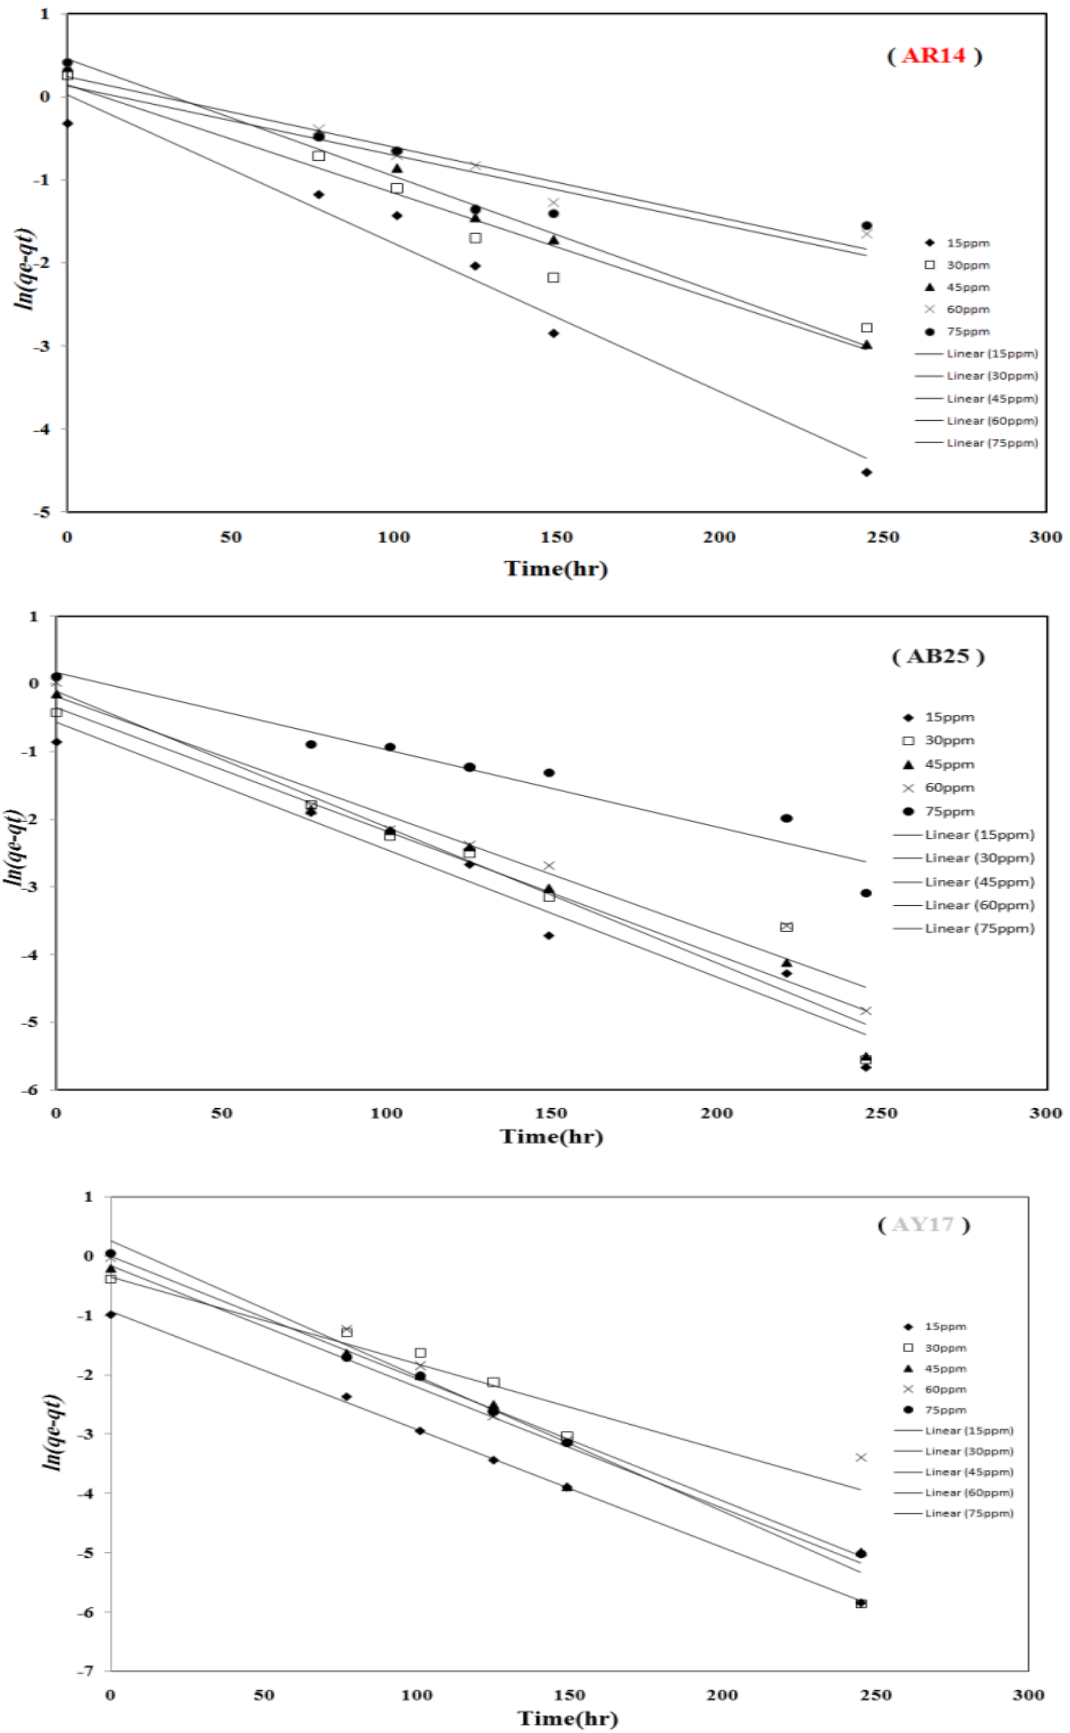 1
( AR14 )
0
-1
-2
-3
-4
-5
ln(qe-qt)
15ppm
30ppm
45ppm
60ppm
75ppm
Linear (15ppm)
Linear (30ppm)
Linear (45ppm)
Linear (60ppm)
Linear (75ppm)
0 50 100 150 200 250 300
Time(hr)
1
( AB25 )
0
-1
-2
-3
-4
-5
-6
ln(qe-qt)
15ppm
30ppm
45ppm
60ppm
75ppm
Linear (15ppm)
Linear (30ppm)
Linear (45ppm)
Linear (60ppm)
Linear (75ppm)
0 50 100 150 200 250 300
Time(hr)
1
( AY17 )
0
-1
-2
-3
-4
-5
-6
-7
ln(qe-qt)
15ppm
30ppm
45ppm
60ppm
75ppm
Linear (15ppm)
Linear (30ppm)
Linear (45ppm)
Linear (60ppm)
Linear (75ppm)
0 50 100 150 200 250 300
Time(hr)